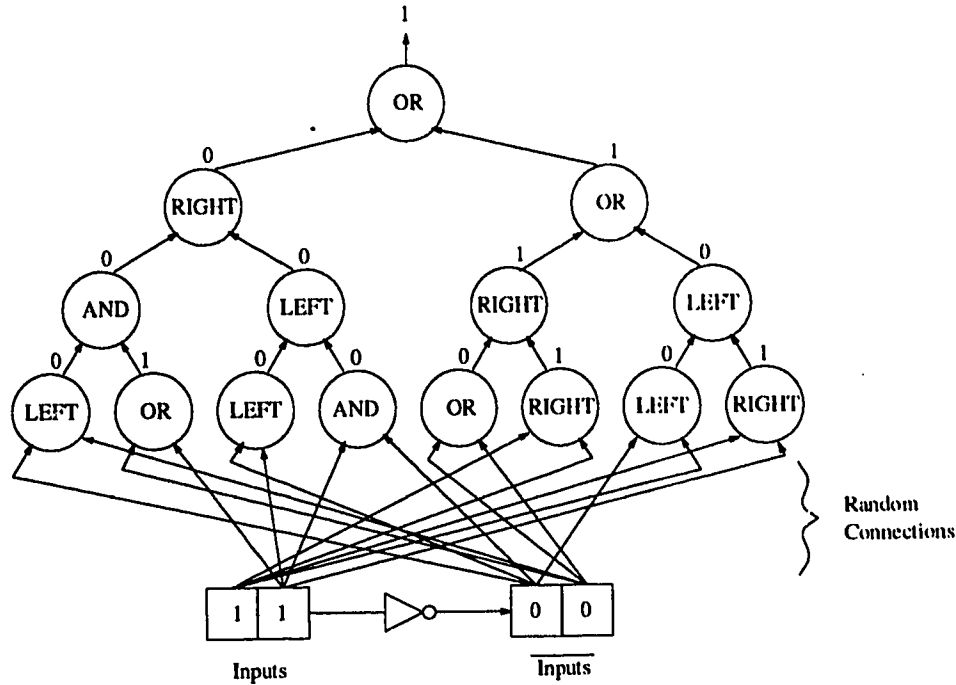 1
OR
0 1
RIGHT OR
0 0 1 0
AND LEFT RIGHT LEFT
0 1 0 0 0 1 0 1
LEFT OR LEFT AND OR RIGHT LEFT RIGHT
Random
Connections
1 1 0 0
Inputs Inputs